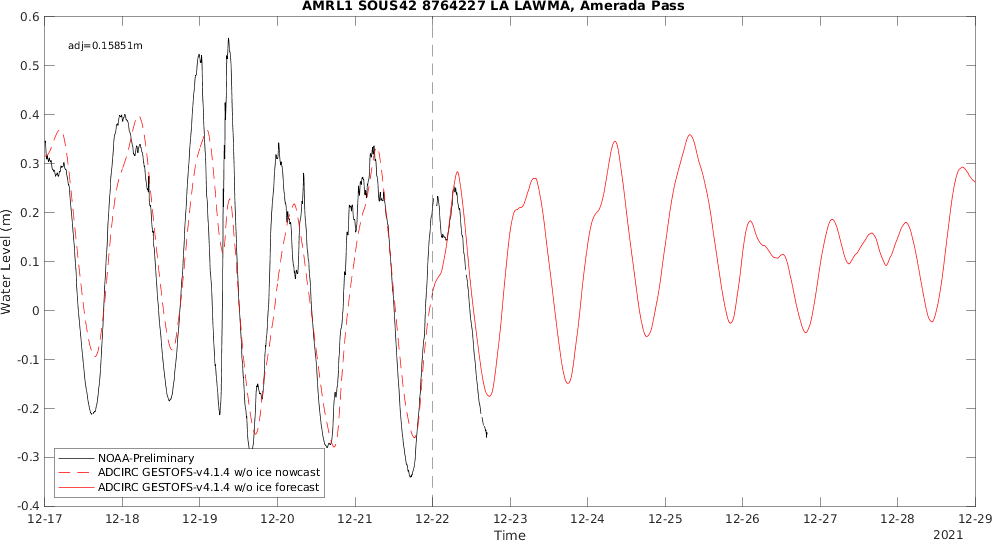 AMRL1 SOUS42 8764227 LA LAWMA, Amerada Pass
adj=0.15851m
0.6
0.5
0.4
0.3
0.2
0.1
0
-0.1
-0.2
-0.3
-0.4
Water Level (m)
NOAA-Preliminary
ADCIRC GESTOFS-v4.1.4 w/o ice nowcast
ADCIRC GESTOFS-v4.1.4 w/o ice forecast
12-17 12-18 12-19 12-20 12-21 12-22 12-23 12-24 12-25 12-26 12-27 12-28 12-29
Time
2021